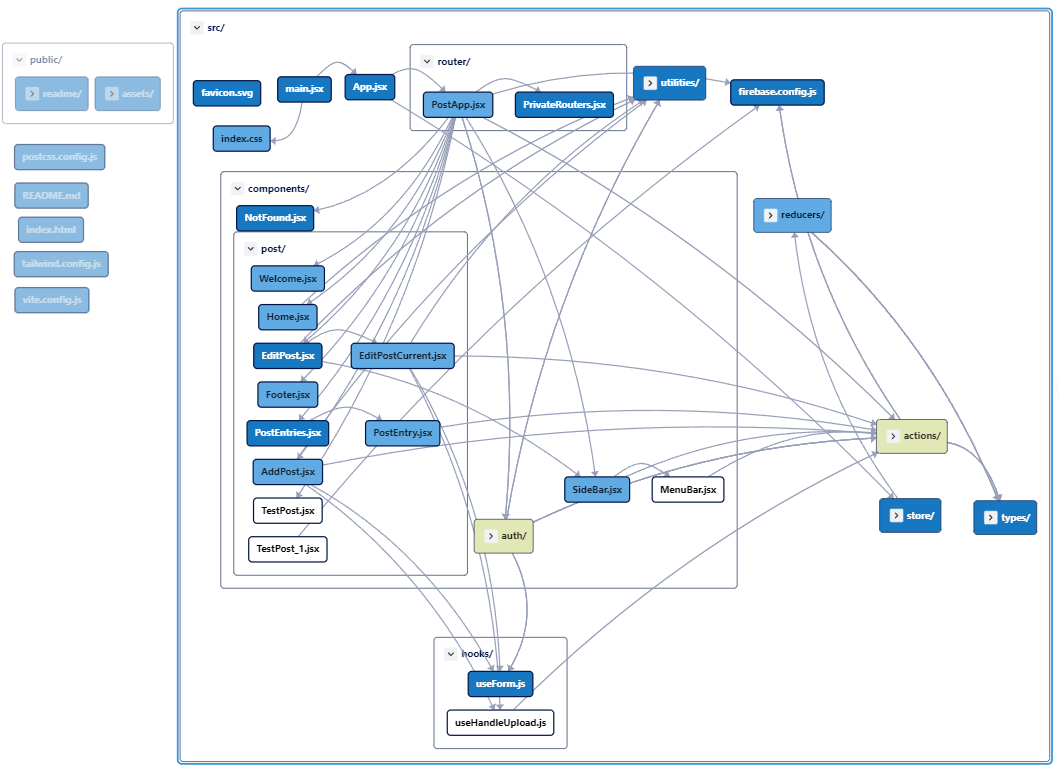 src/
public/
readme/
assets/
postcss.config.js
README.md
index.html
tailwind.config.js
vite.config.js
favicon.svg
main.jsx
App.jsx
index.css
router/
PostApp.jsx
PrivateRouters.jsx
utilities/
firebase.config.js
reducers/
components/
NotFound.jsx
post/
Welcome.jsx
Home.jsx
EditPost.jsx
EditPostCurrent.jsx
Footer.jsx
PostEntries.jsx
PostEntry.jsx
AddPost.jsx
TestPost.jsx
TestPost_1.jsx
SideBar.jsx
MenuBar.jsx
auth/
actions/
store/
types/
hooks/
useForm.js
useHandleUpload.js